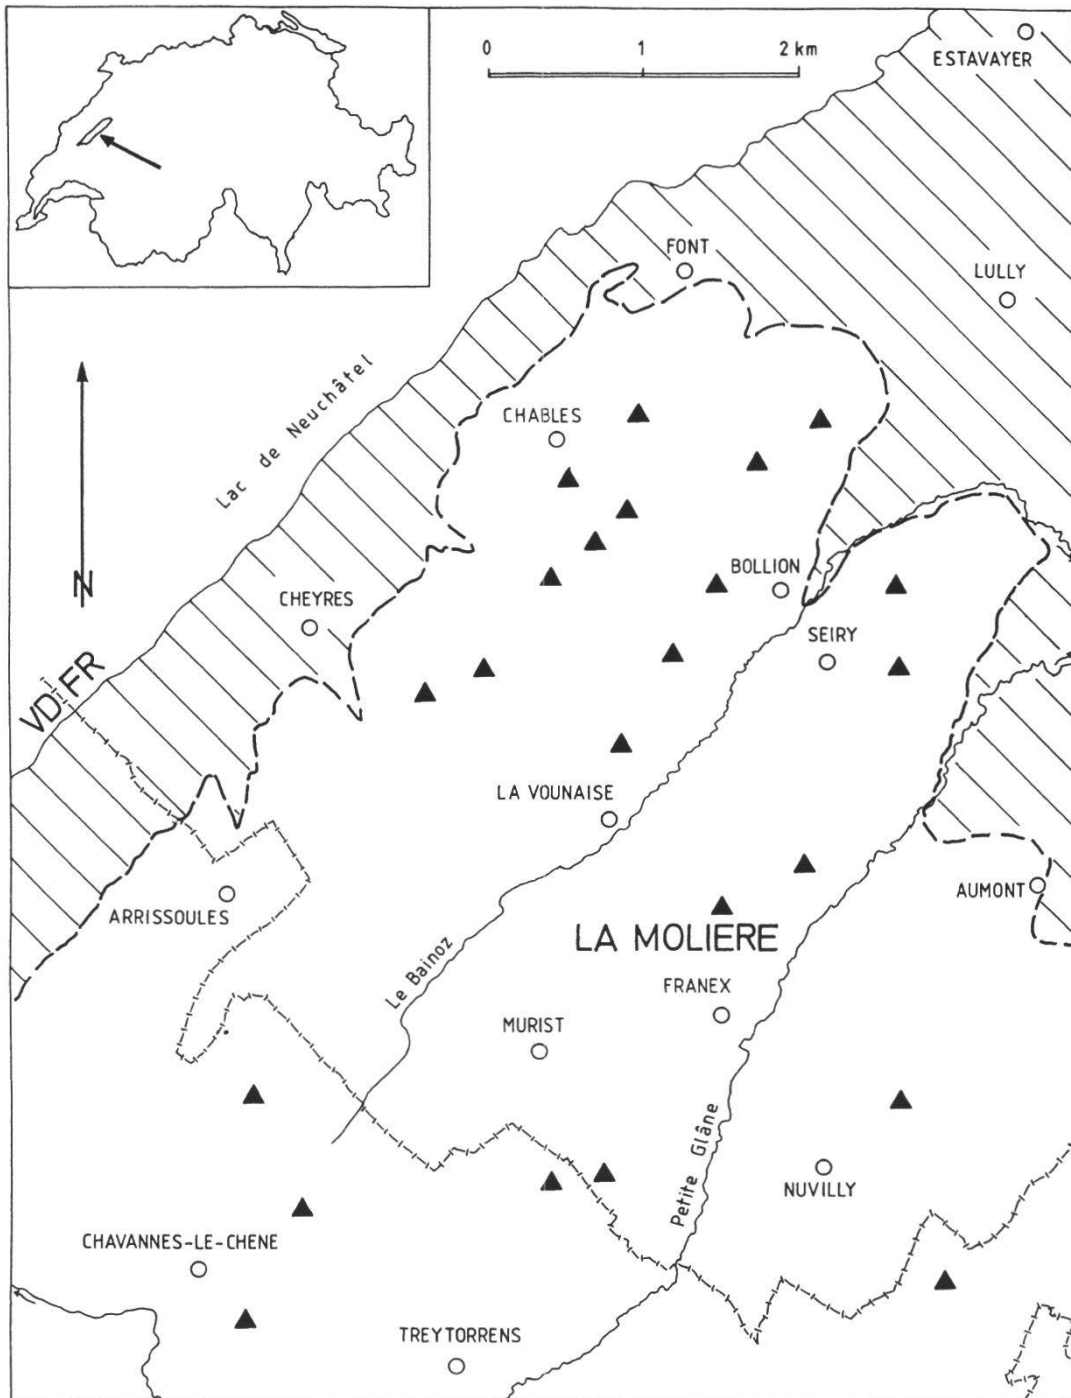 0 1 2 km
ESTAVAYER
FONT
LULLY
Lac de Neuchâtel
CHABLES
N
BOLLION
CHEYRES
SEIRY
VD FR
LA VOUNAISE
AUMONT
ARRISSOULES
LA MOLIÈRE
Le Bainoz
FRANEX
MURIST
Petite Glâne
NUVILLY
CHAVANNES-LE-CHENE
TREYTORRENS